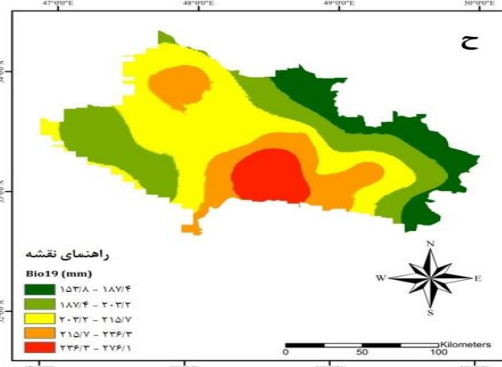 47°0'0" 48°0'0" 49°0'0" 50°0'0"
ح
راهنمای نقشه
Bio19 (mm)
۱۵۳/۸ - ۱۸۷/۴
۱۸۷/۴ - ۲۰۳/۲
۲۰۳/۲ - ۲۱۵/۷
۲۱۵/۷ - ۲۳۶/۳
۲۳۶/۳ - ۲۷۶/۱
N
W E
S
Kilometers
0 50 100